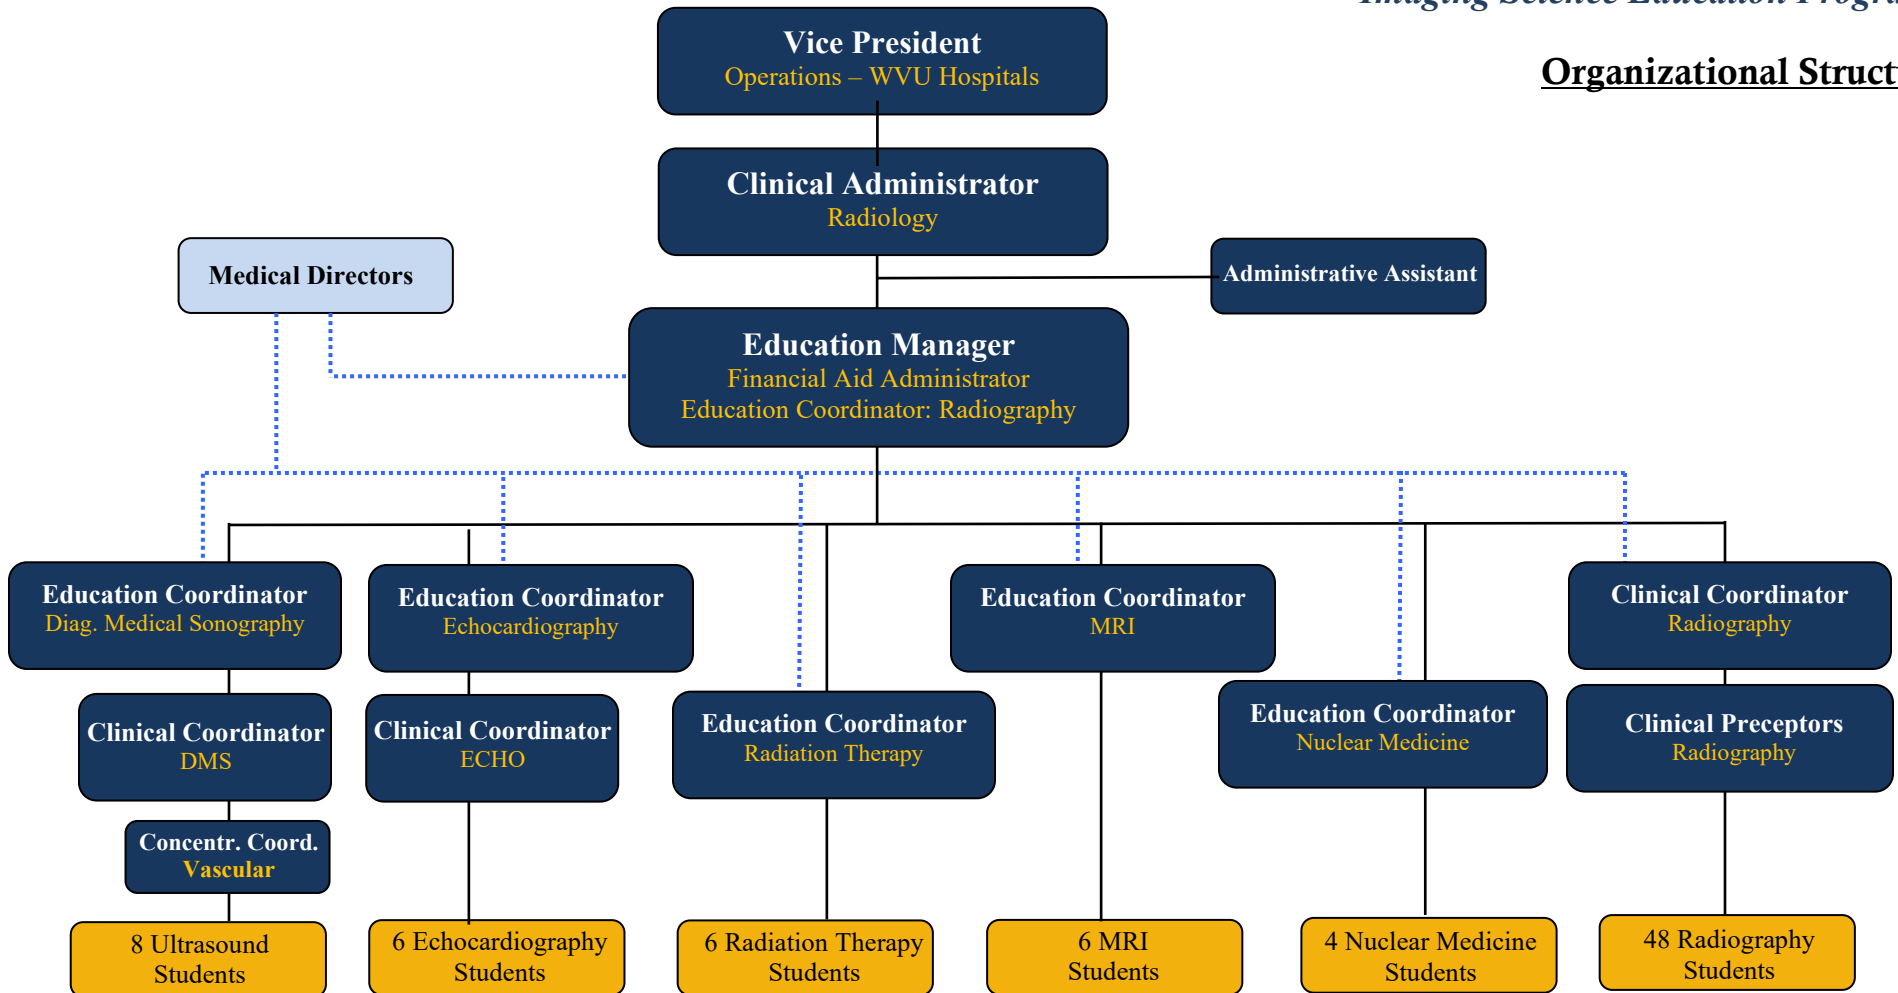 Imaging Science Education
Organizational
Vice President
Operations – WVU Hospitals
Clinical Administrator
Radiology
Medical Directors
Administrative Assistant
Education Manager
Financial Aid Administrator
Education Coordinator: Radiography
Education Coordinator
Diag. Medical Sonography
Education Coordinator
Echocardiography
Education Coordinator
MRI
Clinical Coordinator
Radiography
Clinical Coordinator
DMS
Clinical Coordinator
ECHO
Education Coordinator
Radiation Therapy
Education Coordinator
Nuclear Medicine
Clinical Preceptors
Radiography
Concentr. Coord.
Vascular
8 Ultrasound
Students
6 Echocardiography
Students
6 Radiation Therapy
Students
6 MRI
Students
4 Nuclear Medicine
Students
48 Radiography
Students